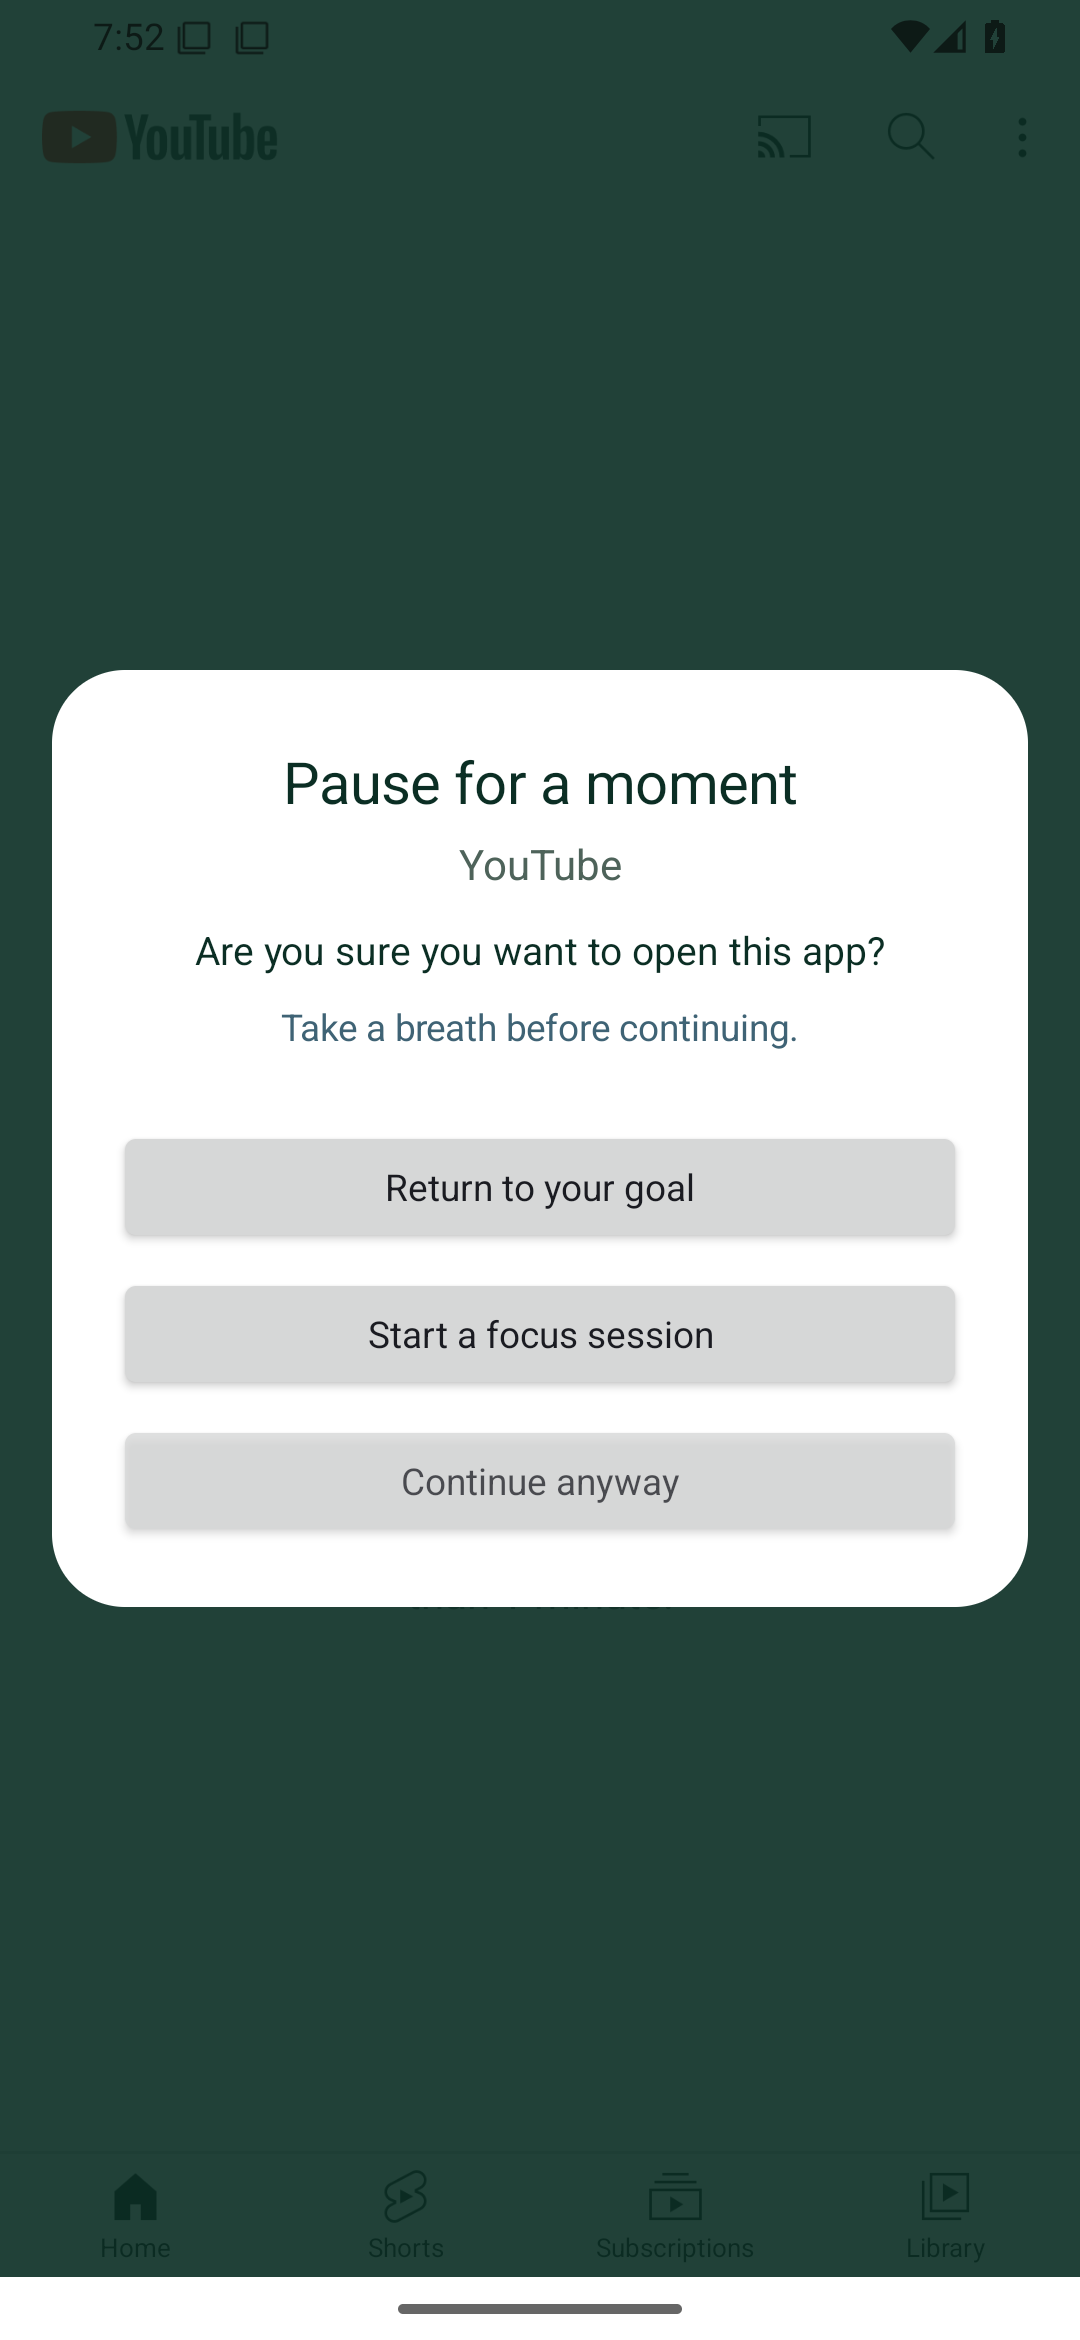 7:52
YouTube
Pause for a moment
YouTube
Are you sure you want to open this app?
Take a breath before continuing.
Return to your goal
Start a focus session
Continue anyway
Home
Shorts
Subscriptions
Library